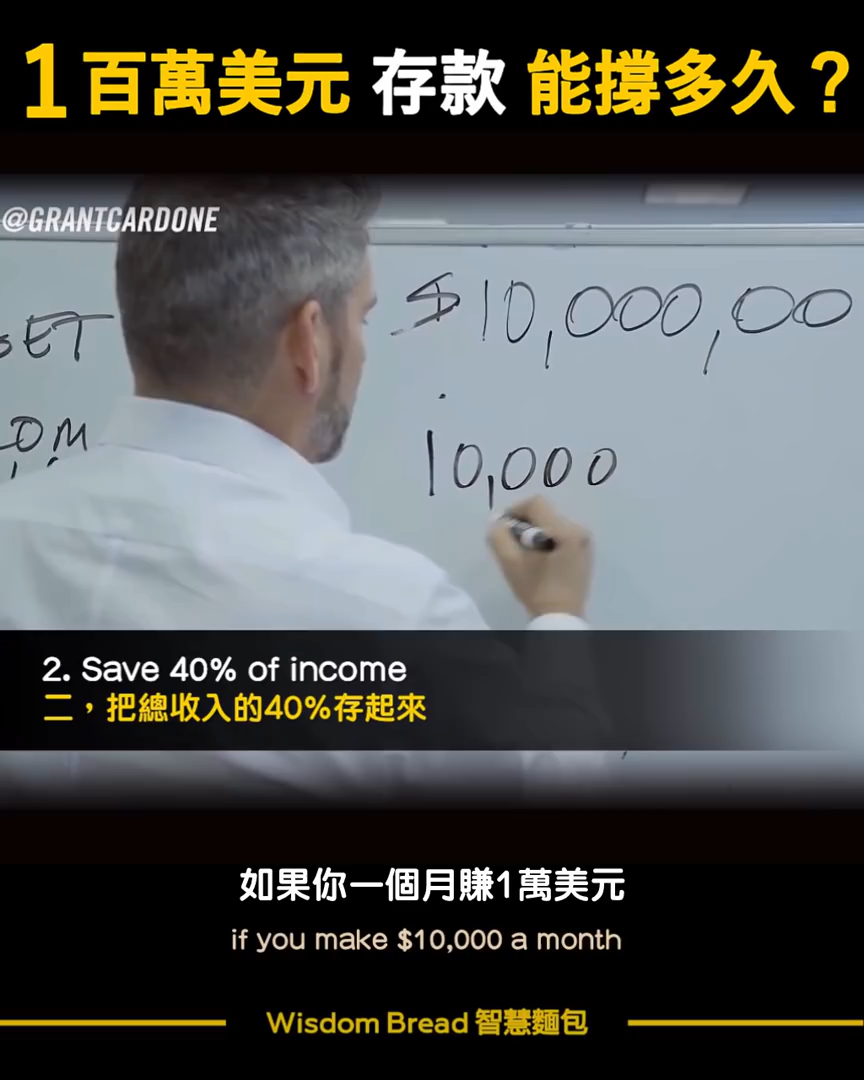 1百萬美元 存款 能撐多久？
@GRANTCARDONE
SET
$10,000,00
OM
10,000
2. Save 40% of income
二，把總收入的40%存起來
如果你一個月賺1萬美元
if you make $10,000 a month
Wisdom Bread 智慧麵包